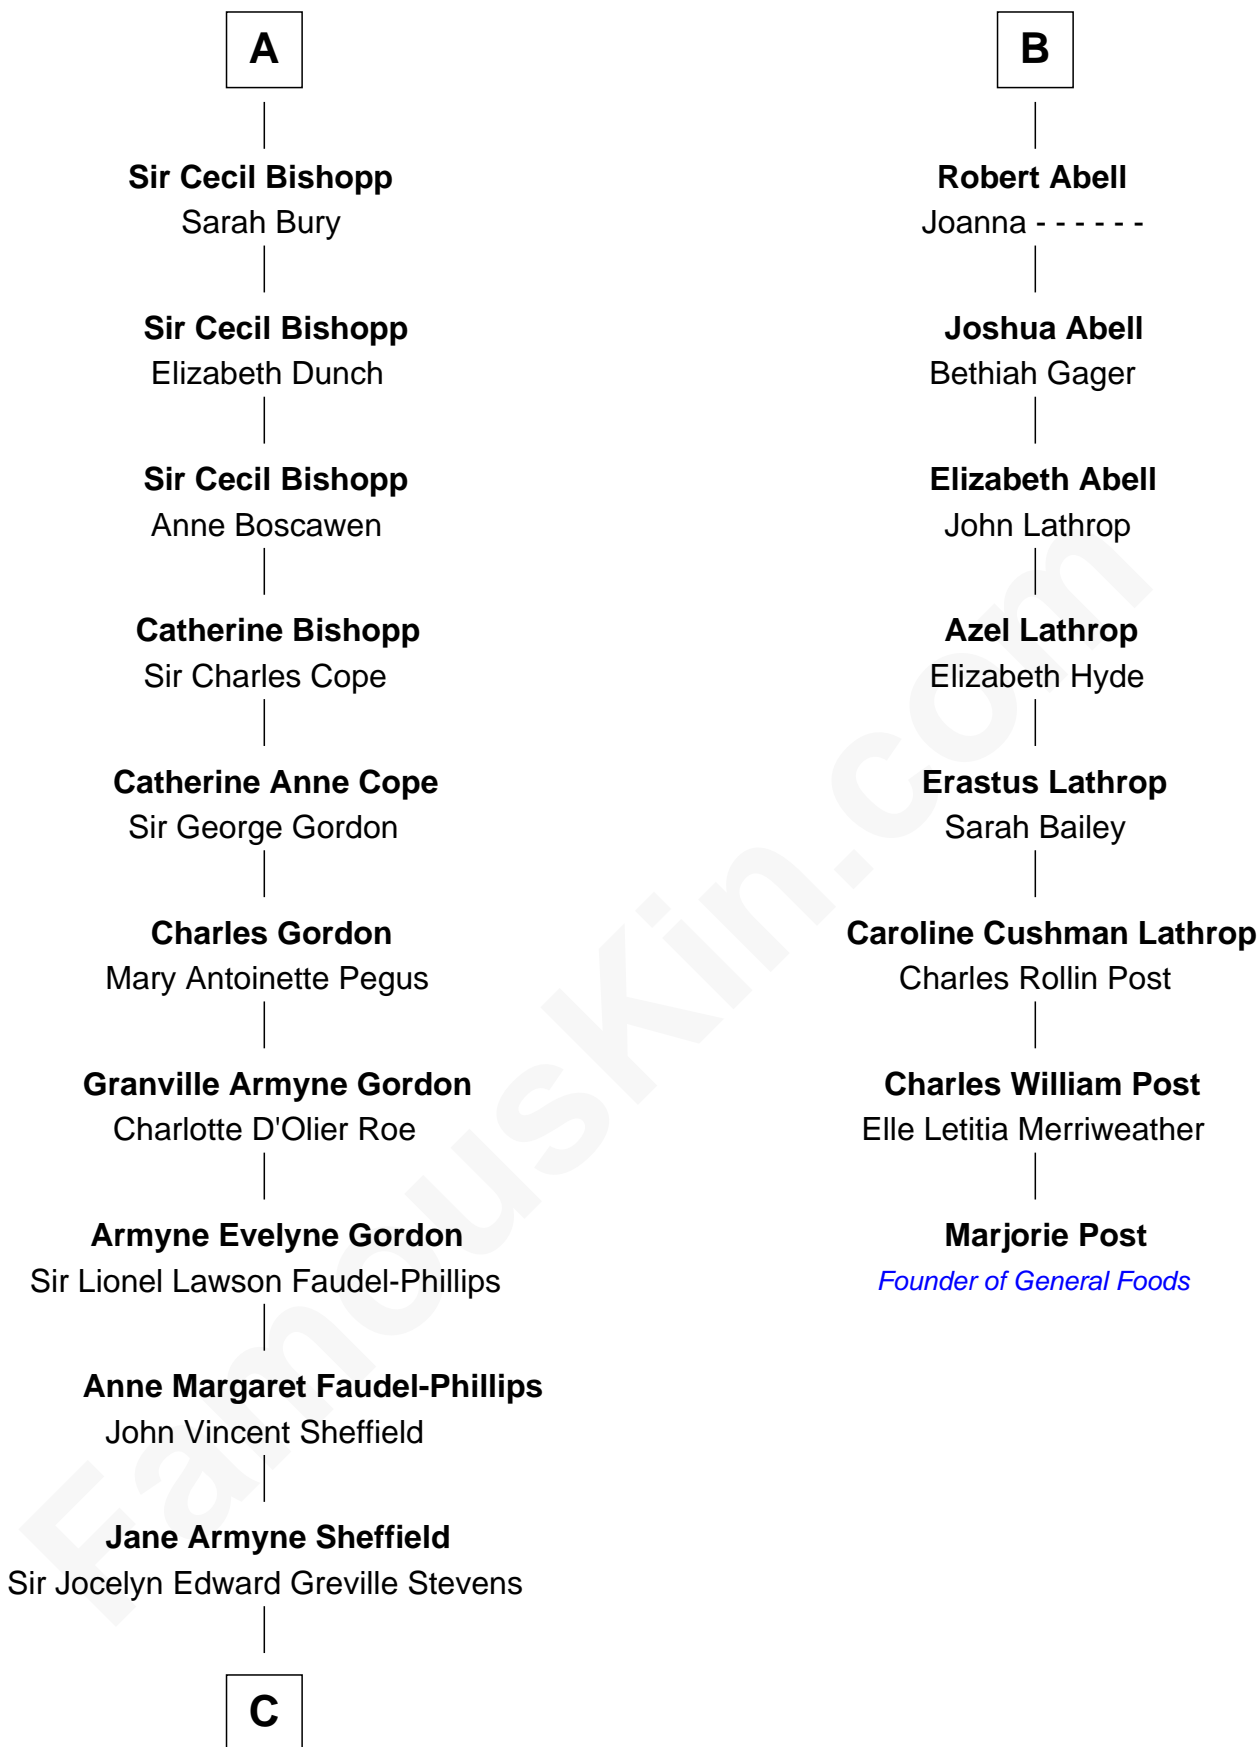 A
Sir Cecil Bishopp
Sarah Bury
Sir Cecil Bishopp
Elizabeth Dunch
Sir Cecil Bishopp
Anne Boscawen
Catherine Bishopp
Sir Charles Cope
Catherine Anne Cope
Sir George Gordon
Charles Gordon
Mary Antoinette Pegus
Granville Armyne Gordon
Charlotte D'Olier Roe
Armyne Evelyne Gordon
Sir Lionel Lawson Faudel-Phillips
Anne Margaret Faudel-Phillips
John Vincent Sheffield
Jane Armyne Sheffield
Sir Jocelyn Edward Greville Stevens
C
B
Robert Abell
Joanna - - - - - -
Joshua Abell
Bethiah Gager
Elizabeth Abell
John Lathrop
Azel Lathrop
Elizabeth Hyde
Erastus Lathrop
Sarah Bailey
Caroline Cushman Lathrop
Charles Rollin Post
Charles William Post
Elle Letitia Merriweather
Marjorie Post
Founder of General Foods
FamousKin.com